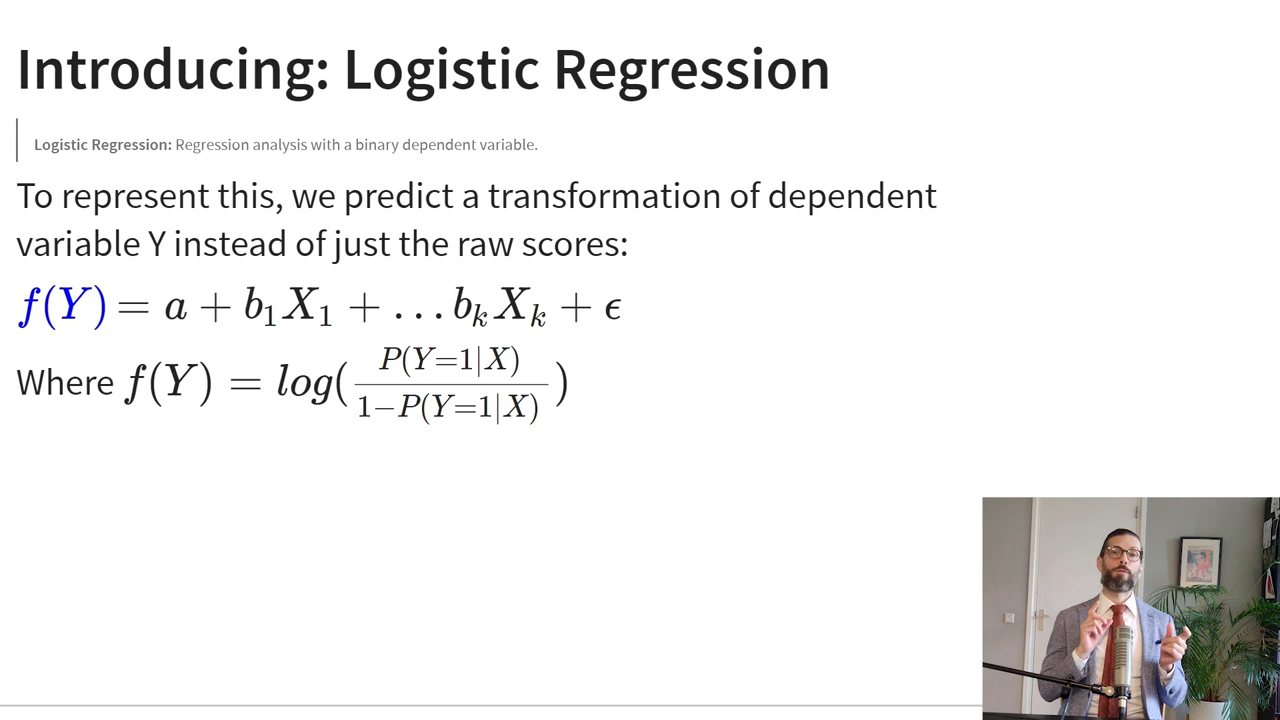 Introducing: Logistic Regression
Logistic Regression: Regression analysis with a binary dependent variable.
To represent this, we predict a transformation of dependent
variable Y instead of just the raw scores:
f(Y) = a + b₁X₁ + …bₖXₖ + ϵ
Where f(Y) = log(P(Y=1|X) / 1−P(Y=1|X))